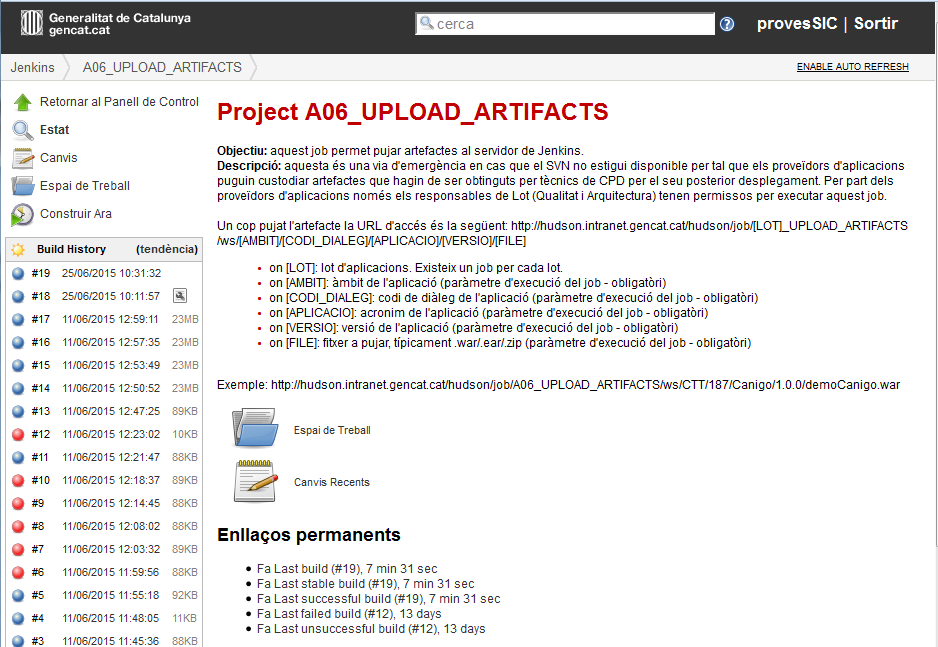 Generalitat de Catalunya
gencat.cat
cerca
provesSIC | Sortir
Jenkins
A06_UPLOAD_ARTIFACTS
ENABLE AUTO REFRESH
Retornar al Panell de Control
Estat
Canvis
Espai de Treball
Construir Ara
Build History (tendència)
#19 25/06/2015 10:31:32
#18 25/06/2015 10:11:57
#17 11/06/2015 12:59:11 23MB
#16 11/06/2015 12:57:35 23MB
#15 11/06/2015 12:53:49 23MB
#14 11/06/2015 12:50:52 23MB
#13 11/06/2015 12:47:25 89KB
#12 11/06/2015 12:23:02 10KB
#11 11/06/2015 12:21:47 88KB
#10 11/06/2015 12:18:37 89KB
#9 11/06/2015 12:14:45 88KB
#8 11/06/2015 12:08:02 88KB
#7 11/06/2015 12:03:32 89KB
#6 11/06/2015 11:59:56 88KB
#5 11/06/2015 11:55:18 92KB
#4 11/06/2015 11:48:05 11KB
#3 11/06/2015 11:45:36 88KB
Project A06_UPLOAD_ARTIFACTS
Objectiu: aquest job permet pujar artefactes al servidor de Jenkins.
Descripció: aquesta és una via d'emergència en cas que el SVN no estigui disponible per tal que els proveïdors d'aplicacions
puguin custodiar artefactes que hagin de ser obtinguts per tècnics de CPD per el seu posterior desplegament. Per part dels
proveïdors d'aplicacions només els responsables de Lot (Qualitat i Arquitectura) tenen permissos per executar aquest job.
Un cop pujat l'artefacte la URL d'accés és la següent: http://hudson.intranet.gencat.cat/hudson/job/[LOT]_UPLOAD_ARTIFACTS
/ws/[AMBIT]/[CODI_DIALEG]/[APLICACIO]/[VERSIO]/[FILE]
on [LOT]: lot d'aplicacions. Existeix un job per cada lot.
on [AMBIT]: àmbit de l'aplicació (paràmetre d'execució del job - obligatòri)
on [CODI_DIALEG]: codi de diàleg de l'aplicació (paràmetre d'execució del job - obligatòri)
on [APLICACIO]: acronim de l'aplicació (paràmetre d'execució del job - obligatòri)
on [VERSIO]: versió de l'aplicació (paràmetre d'execució del job - obligatòri)
on [FILE]: fitxer a pujar, típicament .war/.ear/.zip (paràmetre d'execució del job - obligatòri)
Exemple: http://hudson.intranet.gencat.cat/hudson/job/A06_UPLOAD_ARTIFACTS/ws/CTT/187/Canigo/1.0.0/demoCanigo.war
Espai de Treball
Canvis Recents
Enllaços permanents
Fa Last build (#19), 7 min 31 sec
Fa Last stable build (#19), 7 min 31 sec
Fa Last successful build (#19), 7 min 31 sec
Fa Last failed build (#12), 13 days
Fa Last unsuccessful build (#12), 13 days